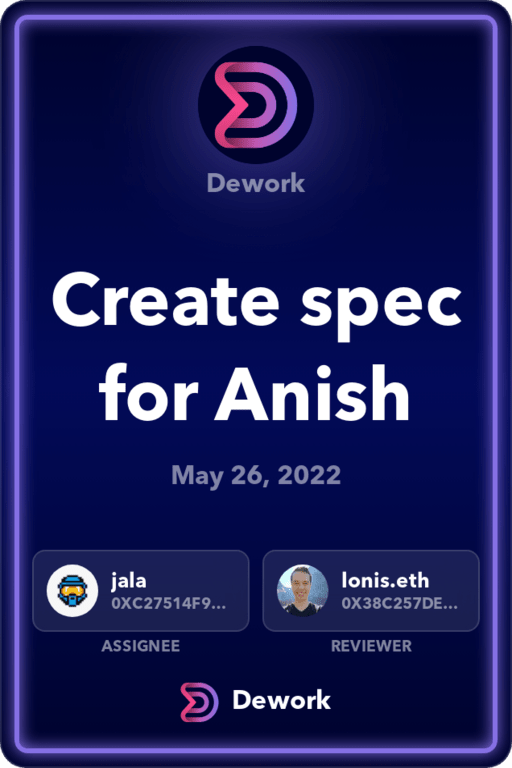 Dework
Create spec
for Anish
May 26, 2022
jala
0XC27514F9...
lonis.eth
0X38C257DE...
ASSIGNEE
REVIEWER
Dework